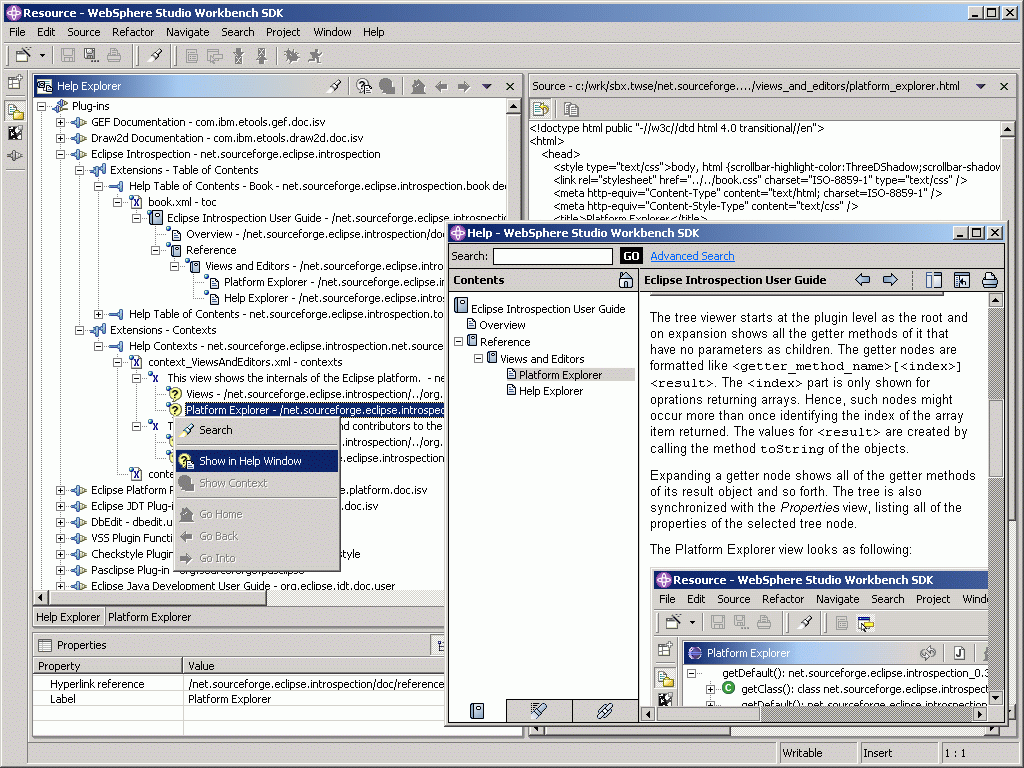 Resource - WebSphere Studio Workbench SDK
File Edit Source Refactor Navigate Search Project Window Help
Help Explorer
Plug-ins
GEF Documentation - com.ibm.etools.gef.doc.isv
Draw2d Documentation - com.ibm.etools.draw2d.doc.isv
Eclipse Introspection - net.sourceforge.eclipse.introspection
Extensions - Table of Contents
Help Table of Contents - Book - net.sourceforge.eclipse.introspection.book de
book.xml - toc
Eclipse Introspection User Guide - /net.sourceforge.eclipse.introspectio
Overview - /net.sourceforge.eclipse.introspection/do
Reference
Views and Editors - /net.sourceforge.eclipse.intro
Platform Explorer - /net.sourceforge.eclipse.intros
Help Explorer - /net.sourceforge.eclipse.intros
Help Table of Contents - net.sourceforge.eclipse.introspection.to
Extensions - Contexts
Help Contexts - net.sourceforge.eclipse.introspection.net.source
context_ViewsAndEditors.xml - contexts
This view shows the internals of the Eclipse platform. - ne
Views - /net.sourceforge.eclipse.introspection/../org.
Platform Explorer - /net.sourceforge.eclipse.introspec
T
and contributors to the
introspection/../org.
e.eclipse.introspection
conte
Eclipse Platform P
e.platform.doc.isv
Eclipse JDT Plug-i
doc.isv
DbEdit - dbedit.u
VSS Plugin Functi
Checkstyle Plugin
style
Pasclipse Plug-in - org.sourceforge.pasclipse
Eclipse Java Development User Guide - org.eclipse.jdt.doc.user
Search
Show in Help Window
Show Context
Go Home
Go Back
Go Into
Help Explorer Platform Explorer
Properties
Property Value
Hyperlink reference /net.sourceforge.eclipse.introspection/doc/reference
Label Platform Explorer
Source - c:/wrk/sbx.twse/net.sourceforge..../views_and_editors/platform_explorer.html
<!doctype html public "-//w3c//dtd html 4.0 transitional//en">
<html>
<head>
<style type="text/css">body, html {scrollbar-highlight-color:ThreeDShadow;scrollbar-shadow
<link rel="stylesheet" href="../../book.css" charset="ISO-8859-1" type="text/css" />
<meta http-equiv="Content-Type" content="text/html; charset=ISO-8859-1" />
<meta http-equiv="Content-Style-Type" content="text/css" />
<title>Platform Explorer</title>
Help - WebSphere Studio Workbench SDK
Search: GO Advanced Search
Contents
Eclipse Introspection User Guide
Overview
Reference
Views and Editors
Platform Explorer
Help Explorer
Eclipse Introspection User Guide
The tree viewer starts at the plugin level as the root and
on expansion shows all the getter methods of it that
have no parameters as children. The getter nodes are
formatted like <getter_method_name>[<index>]
<result>. The <index> part is only shown for
oprations returning arrays. Hence, such nodes might
occur more than once identifying the index of the array
item returned. The values for <result> are created by
calling the method toString of the objects.
Expanding a getter node shows all of the getter methods
of its result object and so forth. The tree is also
synchronized with the Properties view, listing all of the
properties of the selected tree node.
The Platform Explorer view looks as following:
Resource - WebSphere Studio Workbench SDK
File Edit Source Refactor Navigate Search Project Wind
Platform Explorer
getDefault(): net.sourceforge.eclipse.introspection_0.3
getClass(): class net.sourceforge.eclipse.introspect
getDefault(): net.sourceforge.eclipse.introspection
Writable Insert 1 : 1